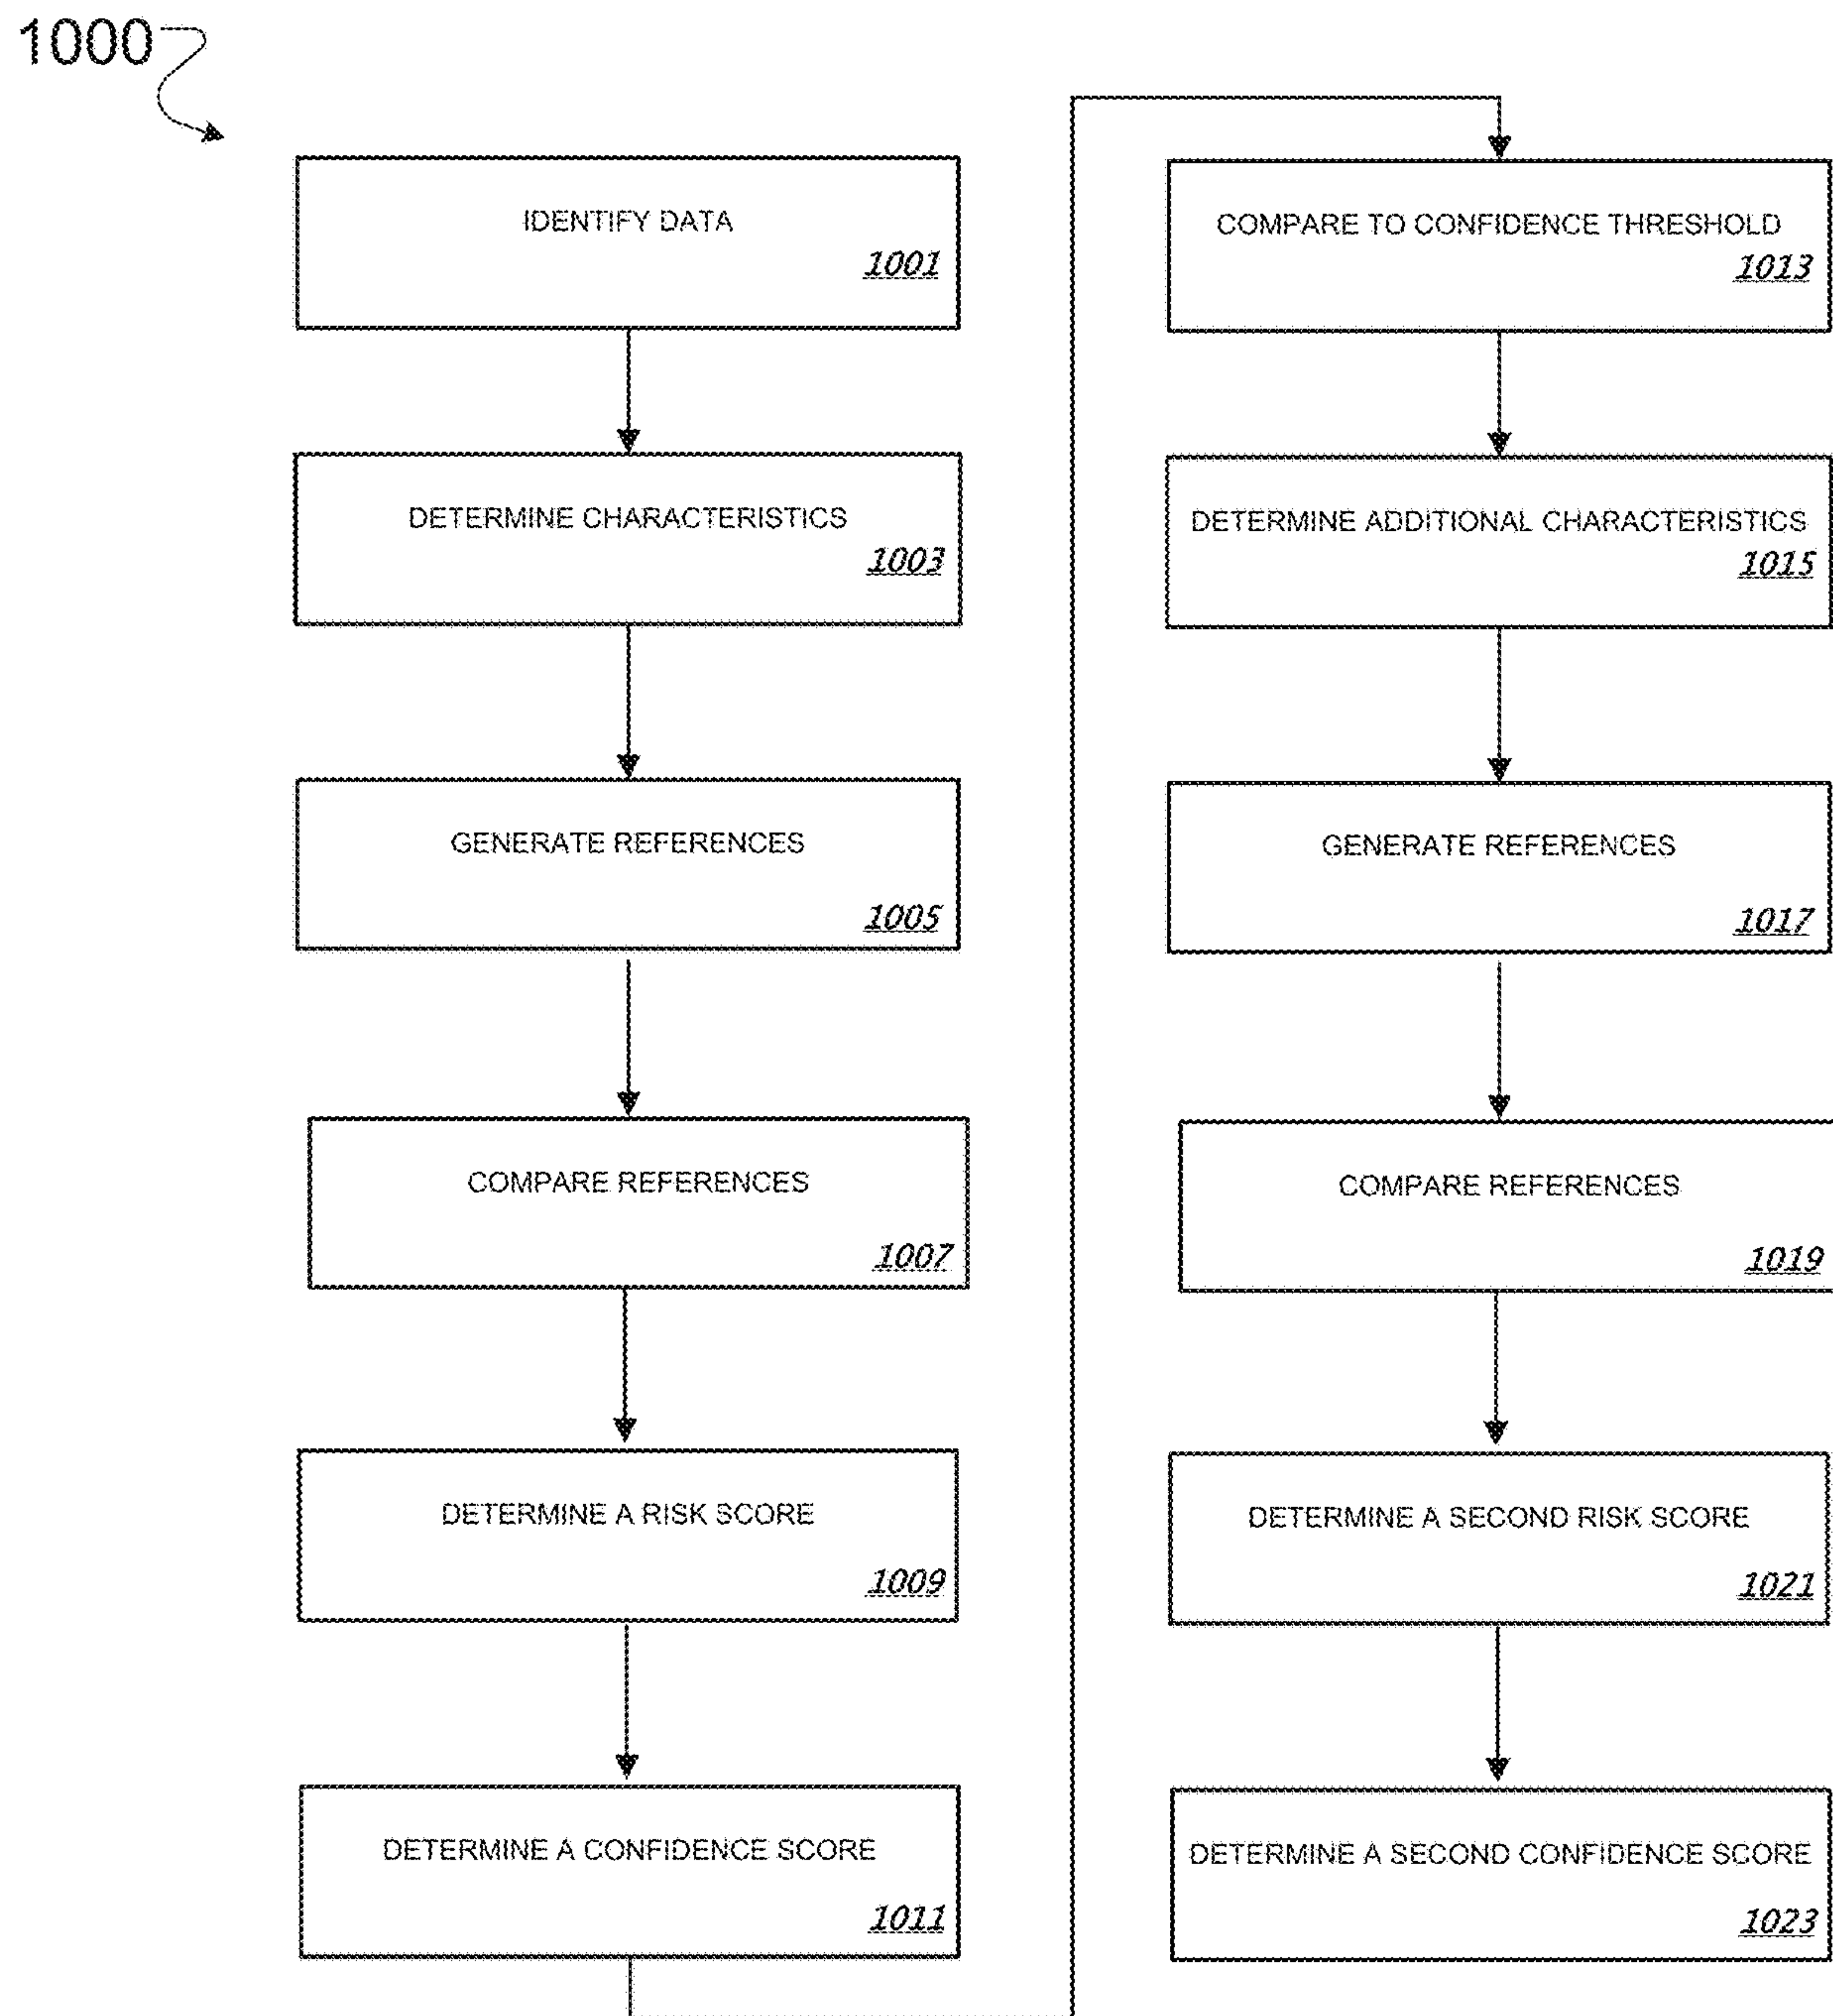 1000
IDENTIFY DATA
1001
DETERMINE CHARACTERISTICS
1003
GENERATE REFERENCES
1005
COMPARE REFERENCES
1007
DETERMINE A RISK SCORE
1009
DETERMINE A CONFIDENCE SCORE
1011
COMPARE TO CONFIDENCE THRESHOLD
1013
DETERMINE ADDITIONAL CHARACTERISTICS
1015
GENERATE REFERENCES
1017
COMPARE REFERENCES
1019
DETERMINE A SECOND RISK SCORE
1021
DETERMINE A SECOND CONFIDENCE SCORE
1023